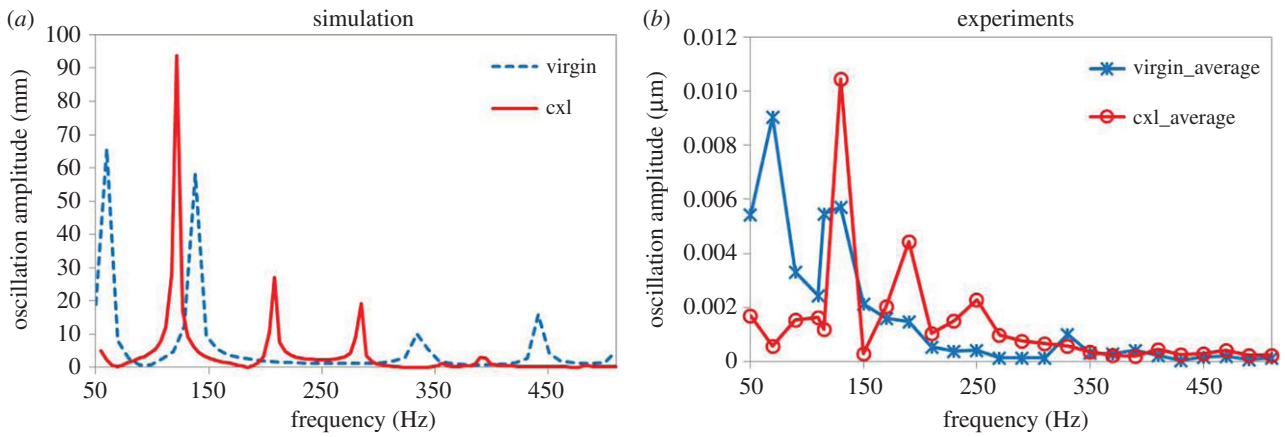 (a)
simulation
oscillation amplitude (mm)
100
90
80
70
60
50
40
30
20
10
0
50
150
250
350
450
frequency (Hz)
virgin
cxl
(b)
experiments
oscillation amplitude (µm)
0.012
0.010
0.008
0.006
0.004
0.002
0
50
150
250
350
450
frequency (Hz)
virgin_average
cxl_average